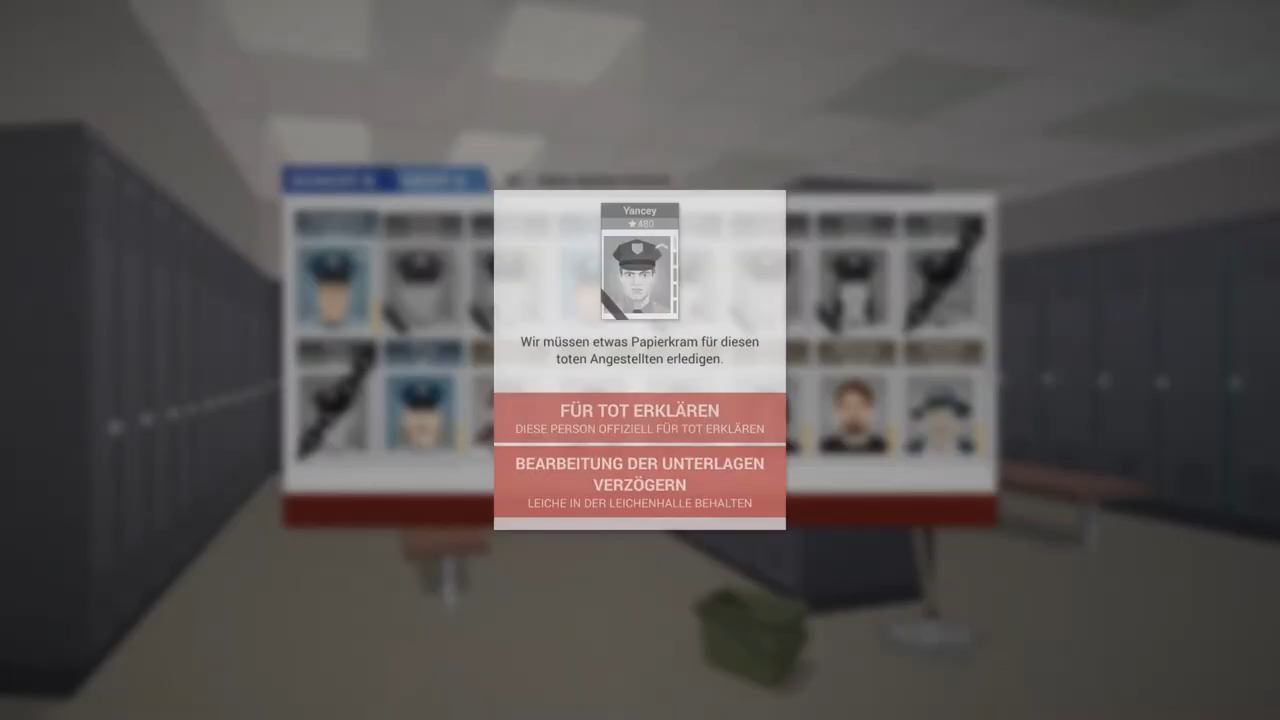 Yancey
★480
Wir müssen etwas Papierkram für diesen
toten Angestellten erledigen.
FÜR TOT ERKLÄREN
DIESE PERSON OFFIZIELL FÜR TOT ERKLÄREN
BEARBEITUNG DER UNTERLAGEN
VERZÖGERN
LEICHE IN DER LEICHENHALLE BEHALTEN